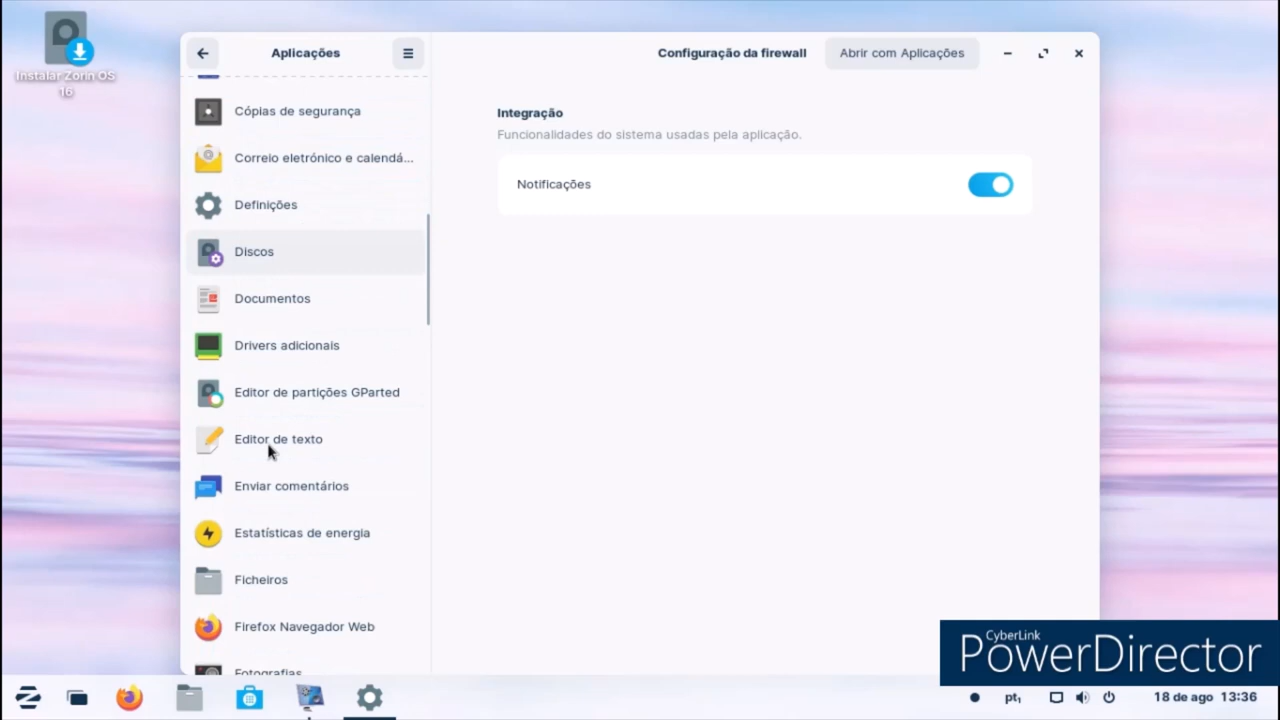 Instalar Zorin OS
16
Aplicações
Configuração da firewall
Abrir com Aplicações
Cópias de segurança
Correio eletrónico e calendá...
Definições
Discos
Documentos
Drivers adicionais
Editor de partições GParted
Editor de texto
Enviar comentários
Estatísticas de energia
Ficheiros
Firefox Navegador Web
Fotografias
Integração
Funcionalidades do sistema usadas pela aplicação.
Notificações
CyberLink
PowerDirector
pt₁
18 de ago 13:36